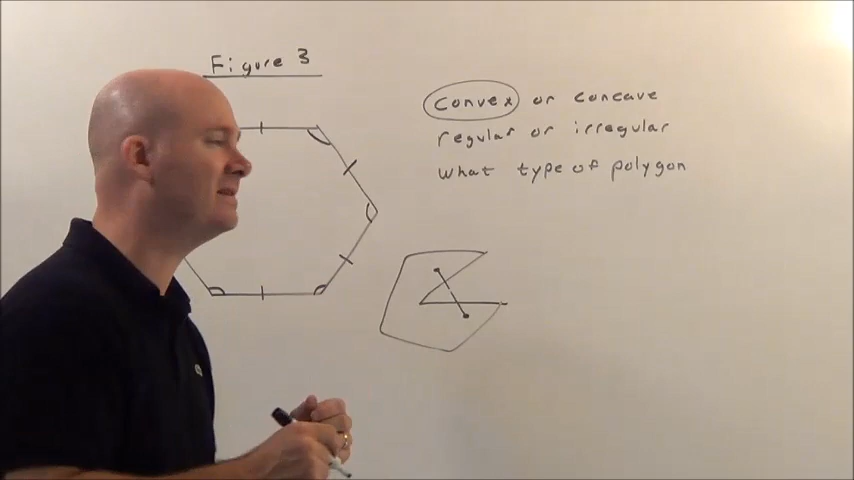 Figure 3
convex or concave
regular or irregular
what type of polygon